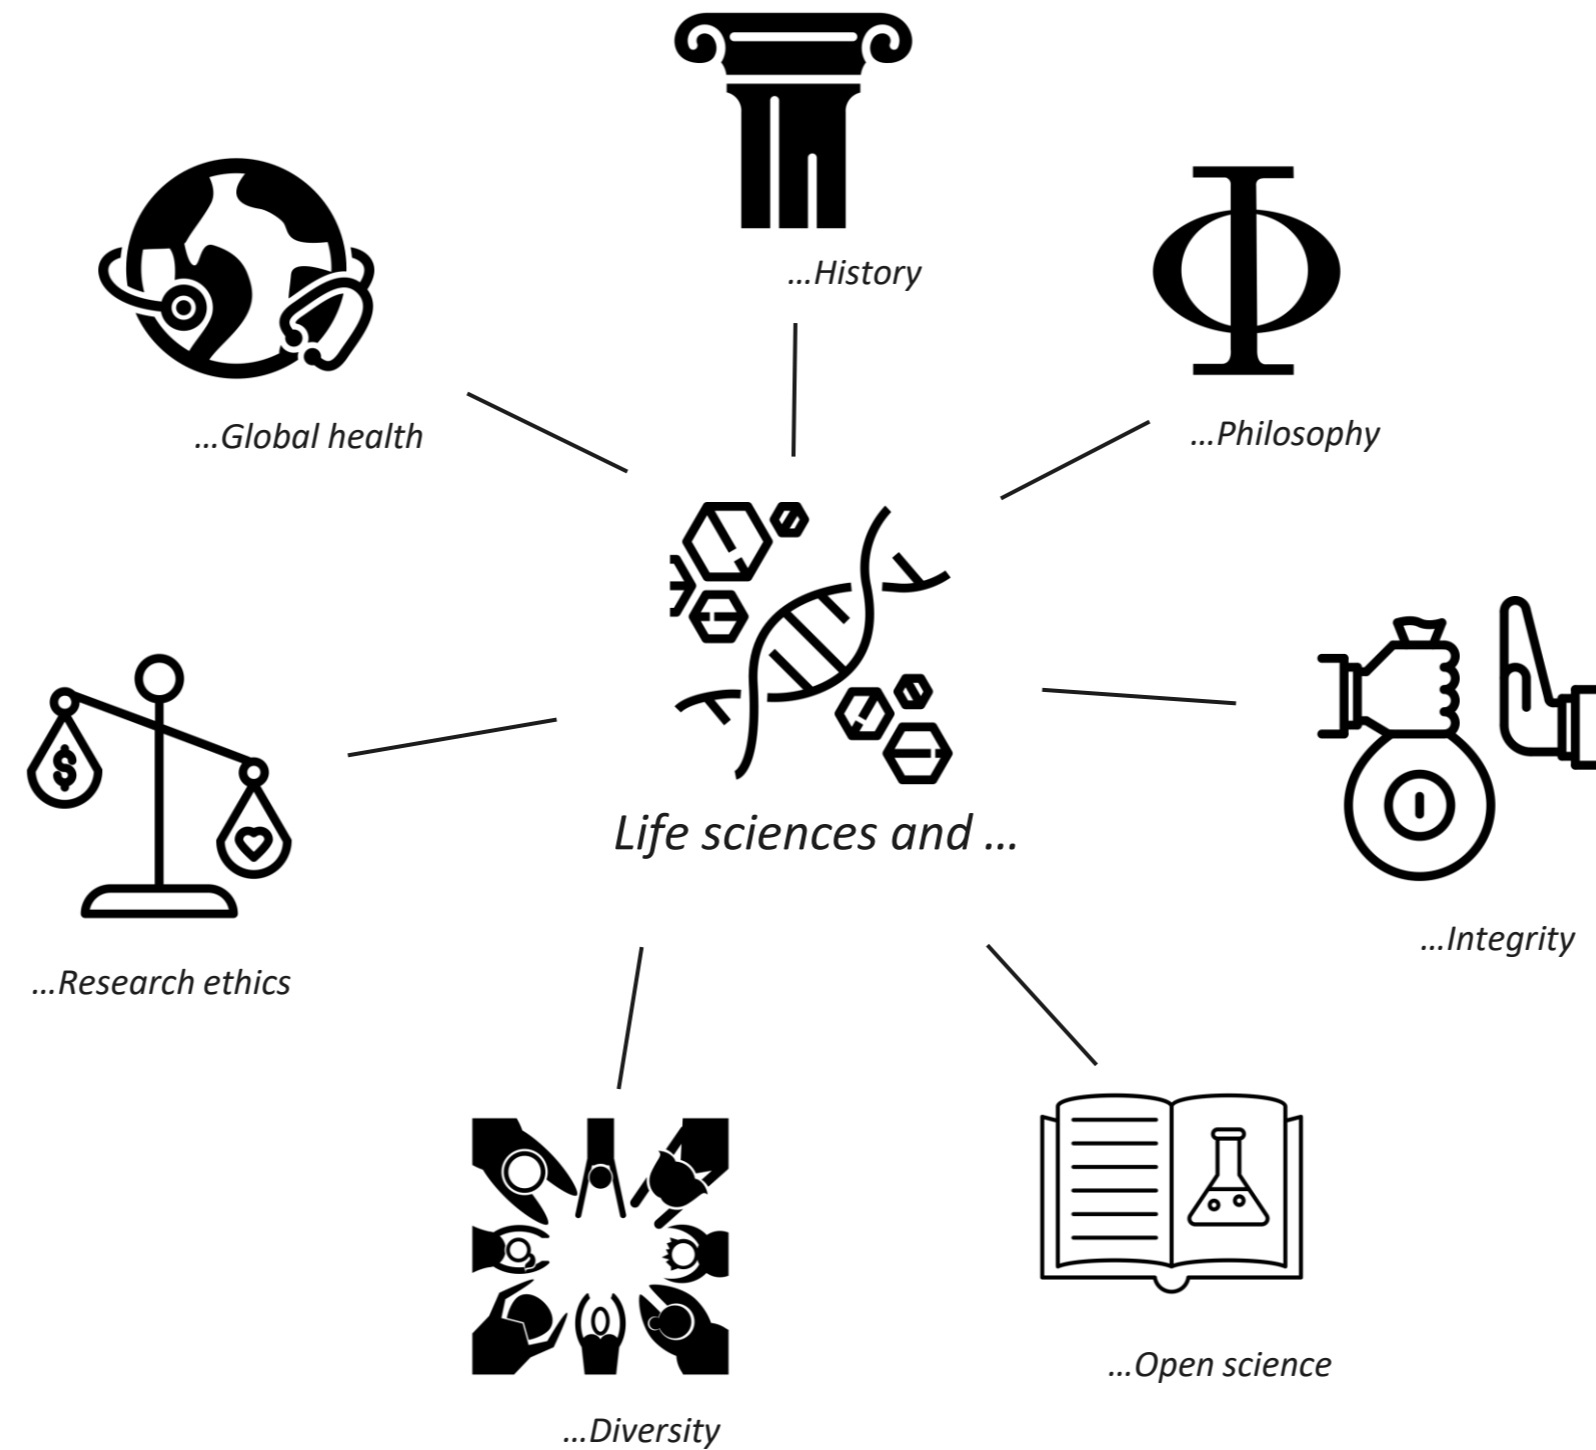 …History
…Global health
…Philosophy
Life sciences and …
$
…Integrity
…Research ethics
…Open science
…Diversity